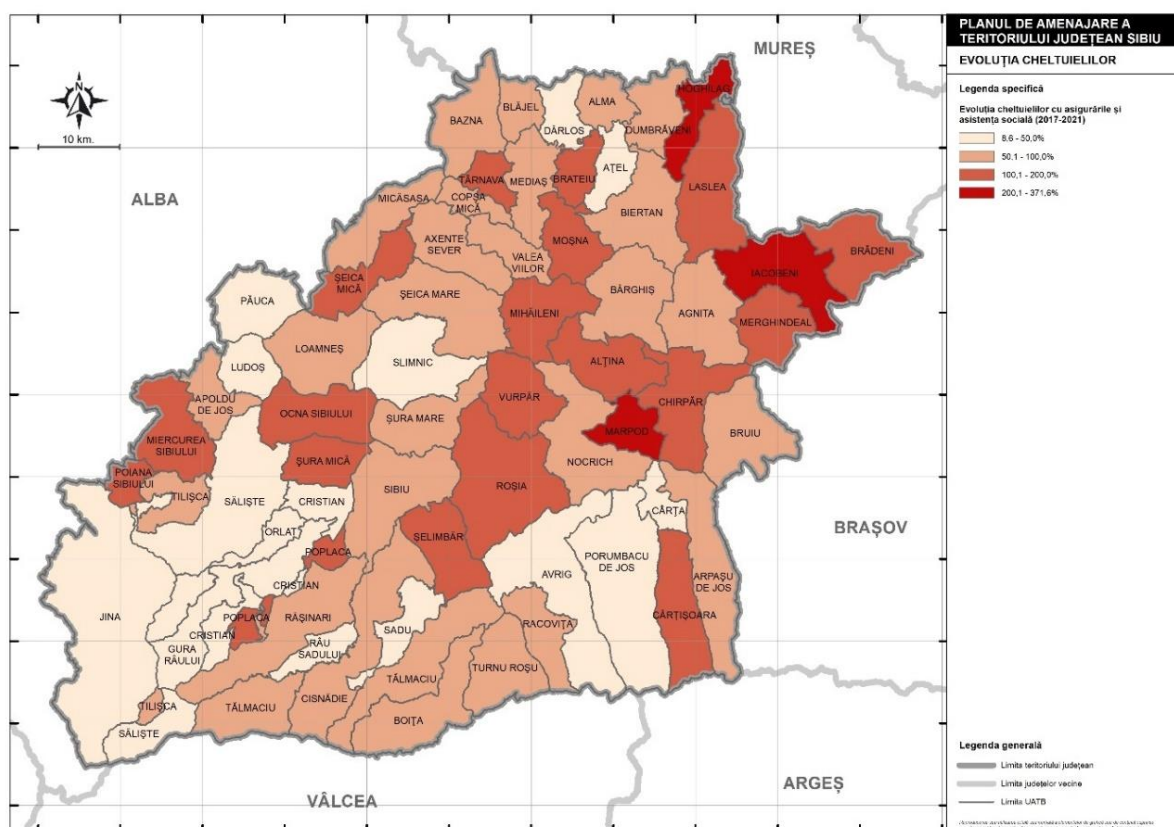 PLANUL DE AMENAJARE A
TERITORIULUI JUDEȚEAN SIBIU
EVOLUȚIA CHELTUIELILOR
Legenda specifică
Evoluția cheltuielilor cu asigurările și
asistența socială (2017-2021)
8.6 - 50,0%
50,1 - 100,0%
100,1 - 200,0%
200,1 - 371,6%
N
10 km.
MUREȘ
ALBA
BRAȘOV
ARGEȘ
VÂLCEA
HOGHILAG
BLĂJEL
ALMA
BAZNA
DÂRLOS
DUMBRĂVENI
AȚEL
TÂRNAVA
MEDIAȘ
BRATEIU
LASLEA
MICĂSASA
COPȘA
MICĂ
BIERTAN
AXENTE
SEVER
MOȘNA
VALEA
VIILOR
BRĂDENI
IACOBENI
ȘEICA
MICĂ
BÂRGHIȘ
ȘEICA MARE
PĂUCA
MIHĂILENI
AGNITA
MERGHINDEAL
LOAMNEȘ
SLIMNIC
ALȚINA
LUDOȘ
VURPĂR
CHIRPĂR
APOLDU
DE JOS
OCNA SIBIULUI
ȘURA MARE
MARPOD
BRUIU
MIERCUREA
SIBIULUI
ȘURA MICĂ
NOCRICH
POIANA
SIBIULUI
TILIȘCA
SĂLIȘTE
CRISTIAN
SIBIU
ROȘIA
CÂRȚA
ORLAT
ȘELIMBĂR
POPLACA
PORUMBACU
DE JOS
AVRIG
ARPAȘU
DE JOS
CRISTIAN
JINA
POPLACA
RĂȘINARI
CÂRȚIȘOARA
RACOVIȚA
SADU
CRISTIAN
RÂU
SADULUI
GURA
RÂULUI
TURNU ROȘU
TĂLMACIU
TILIȘCA
TĂLMACIU
CISNĂDIE
BOIȚA
SĂLIȘTE
Legenda generală
Limita teritoriului județean
Limita județelor vecine
Limita UATB